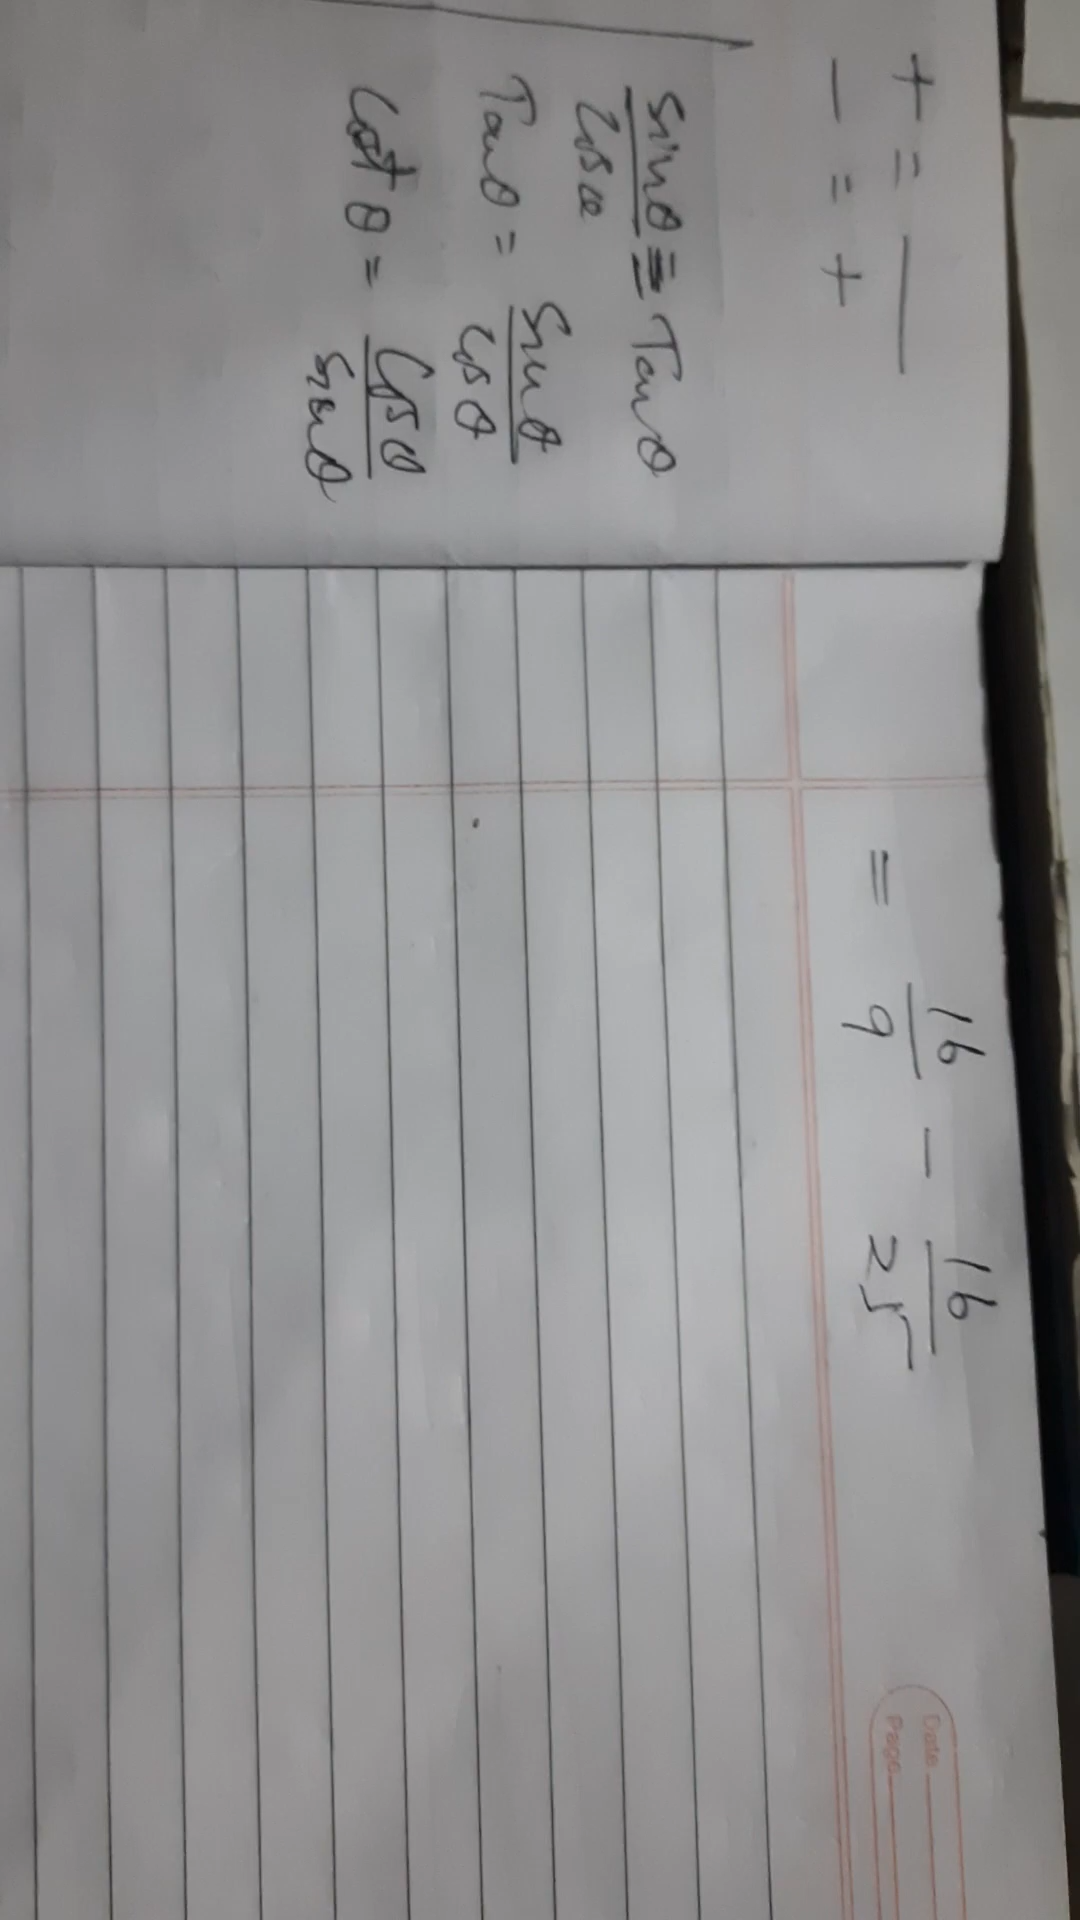 + = —
- = +
Sinθ/Cosθ = Tanθ
Tanθ = Sinθ/Cosθ
Cotθ = Cosθ/Sinθ
= 16/9 - 16/25
Date
Page